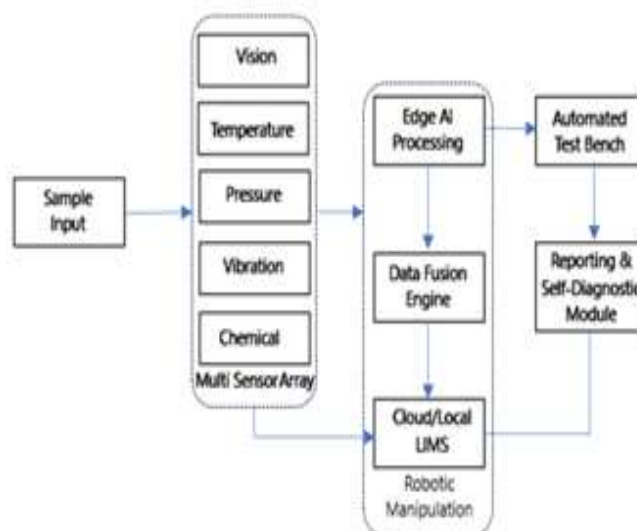 Sample
Input
Vision
Temperature
Pressure
Vibration
Chemical
Multi Sensor Array
Edge AI
Processing
Data Fusion
Engine
Cloud/Local
LIMS
Robotic
Manipulation
Automated
Test Bench
Reporting &
Self-Diagnostic
Module